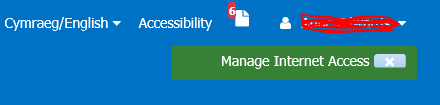 6
Cymraeg/English Accessibility
Manage Internet Access